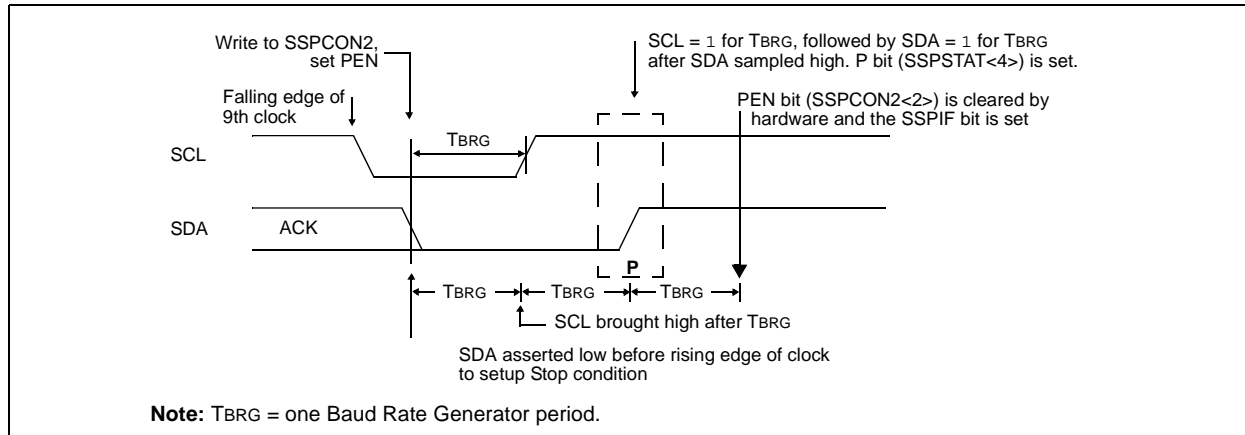 Write to SSPCON2,
set PEN
SCL = 1 for TBRG, followed by SDA = 1 for TBRG
after SDA sampled high. P bit (SSPSTAT<4>) is set.
Falling edge of
9th clock
PEN bit (SSPCON2<2>) is cleared by
hardware and the SSPIF bit is set
TBRG
SCL
SDA
ACK
P
TBRG
TBRG
TBRG
SCL brought high after TBRG
SDA asserted low before rising edge of clock
to setup Stop condition
Note: TBRG = one Baud Rate Generator period.